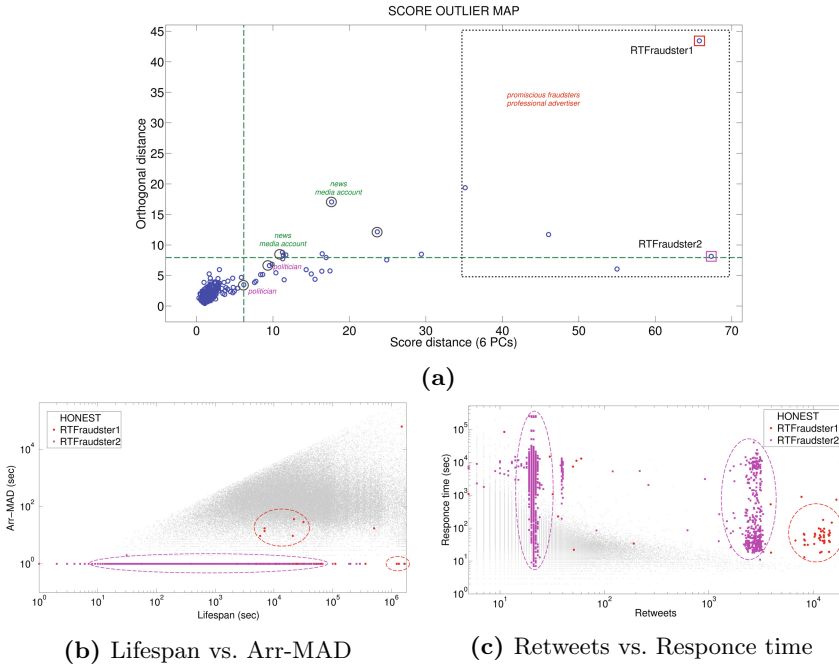 SCORE OUTLIER MAP
45
40
35
30
25
20
15
10
5
0
Orthogonal distance
RTFraudster1
promiscious fraudsters
professional advertiser
news
media account
news
media account
politician
politician
RTFraudster2
0 10 20 30 40 50 60 70
Score distance (6 PCs)
(a)
HONEST
RTFraudster1
RTFraudster2
10^4
10^2
10^0
Arr-MAD (sec)
10^0 10^1 10^2 10^3 10^4 10^5 10^6
Lifespan (sec)
(b) Lifespan vs. Arr-MAD
HONEST
RTFraudster1
RTFraudster2
10^5
10^4
10^3
10^2
10^1
10^0
Responce time (sec)
10^1 10^2 10^3 10^4
Retweets
(c) Retweets vs. Responce time